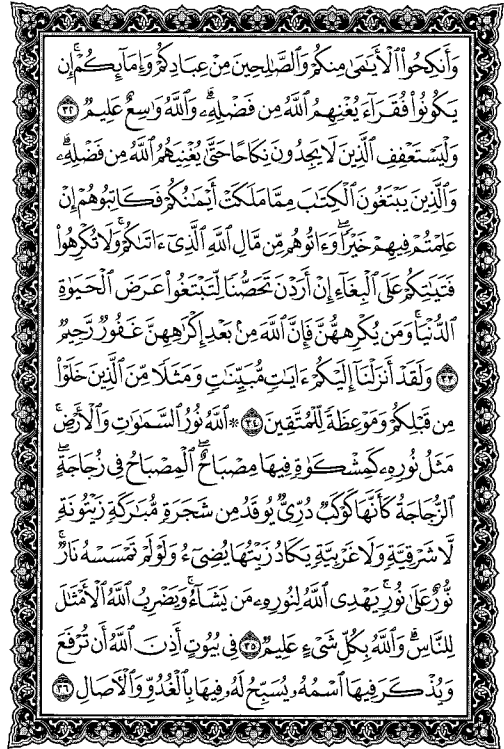 وَأَنكِحُوا۟ ٱلْأَيَـٰمَىٰ مِنكُمْ وَٱلصَّـٰلِحِينَ مِنْ عِبَادِكُمْ وَإِمَآئِكُمْ ۚ إِن
يَكُونُوا۟ فُقَرَآءَ يُغْنِهِمُ ٱللَّهُ مِن فَضْلِهِۦ ۗ وَٱللَّهُ وَٰسِعٌ عَلِيمٌ ٣٢
وَلْيَسْتَعْفِفِ ٱلَّذِينَ لَا يَجِدُونَ نِكَاحًا حَتَّىٰ يُغْنِيَهُمُ ٱللَّهُ مِن فَضْلِهِۦ ۗ
وَٱلَّذِينَ يَبْتَغُونَ ٱلْكِتَـٰبَ مِمَّا مَلَكَتْ أَيْمَـٰنُكُمْ فَكَاتِبُوهُمْ إِنْ
عَلِمْتُمْ فِيهِمْ خَيْرًا ۖ وَءَاتُوهُم مِّن مَّالِ ٱللَّهِ ٱلَّذِىٓ ءَاتَىٰكُمْ ۚ وَلَا تُكْرِهُوا۟
فَتَيَـٰتِكُمْ عَلَى ٱلْبِغَآءِ إِنْ أَرَدْنَ تَحَصُّنًا لِّتَبْتَغُوا۟ عَرَضَ ٱلْحَيَوٰةِ
ٱلدُّنْيَا ۚ وَمَن يُكْرِههُّنَّ فَإِنَّ ٱللَّهَ مِنۢ بَعْدِ إِكْرَٰهِهِنَّ غَفُورٌ رَّحِيمٌ
٣٣ وَلَقَدْ أَنزَلْنَآ إِلَيْكُمْ ءَايَـٰتٍ مُّبَيِّنَـٰتٍ وَمَثَلًا مِّنَ ٱلَّذِينَ خَلَوْا۟
مِن قَبْلِكُمْ وَمَوْعِظَةً لِّلْمُتَّقِينَ ٣٤ * ٱللَّهُ نُورُ ٱلسَّمَـٰوَٰتِ وَٱلْأَرْضِ ۚ
مَثَلُ نُورِهِۦ كَمِشْكَوٰةٍ فِيهَا مِصْبَاحٌ ۖ ٱلْمِصْبَاحُ فِى زُجَاجَةٍ ۖ
ٱلزُّجَاجَةُ كَأَنَّهَا كَوْكَبٌ دُرِّىٌّ يُوقَدُ مِن شَجَرَةٍ مُّبَـٰرَكَةٍ زَيْتُونَةٍ
لَّا شَرْقِيَّةٍ وَلَا غَرْبِيَّةٍ يَكَادُ زَيْتُهَا يُضِىٓءُ وَلَوْ لَمْ تَمْسَسْهُ نَارٌ ۚ
نُّورٌ عَلَىٰ نُورٍ ۗ يَهْدِى ٱللَّهُ لِنُورِهِۦ مَن يَشَآءُ ۚ وَيَضْرِبُ ٱللَّهُ ٱلْأَمْثَـٰلَ
لِلنَّاسِ ۗ وَٱللَّهُ بِكُلِّ شَىْءٍ عَلِيمٌ ٣٥ فِى بُيُوتٍ أَذِنَ ٱللَّهُ أَن تُرْفَعَ
وَيُذْكَرَ فِيهَا ٱسْمُهُۥ يُسَبِّحُ لَهُۥ فِيهَا بِٱلْغُدُوِّ وَٱلْـَٔاصَالِ ٣٦